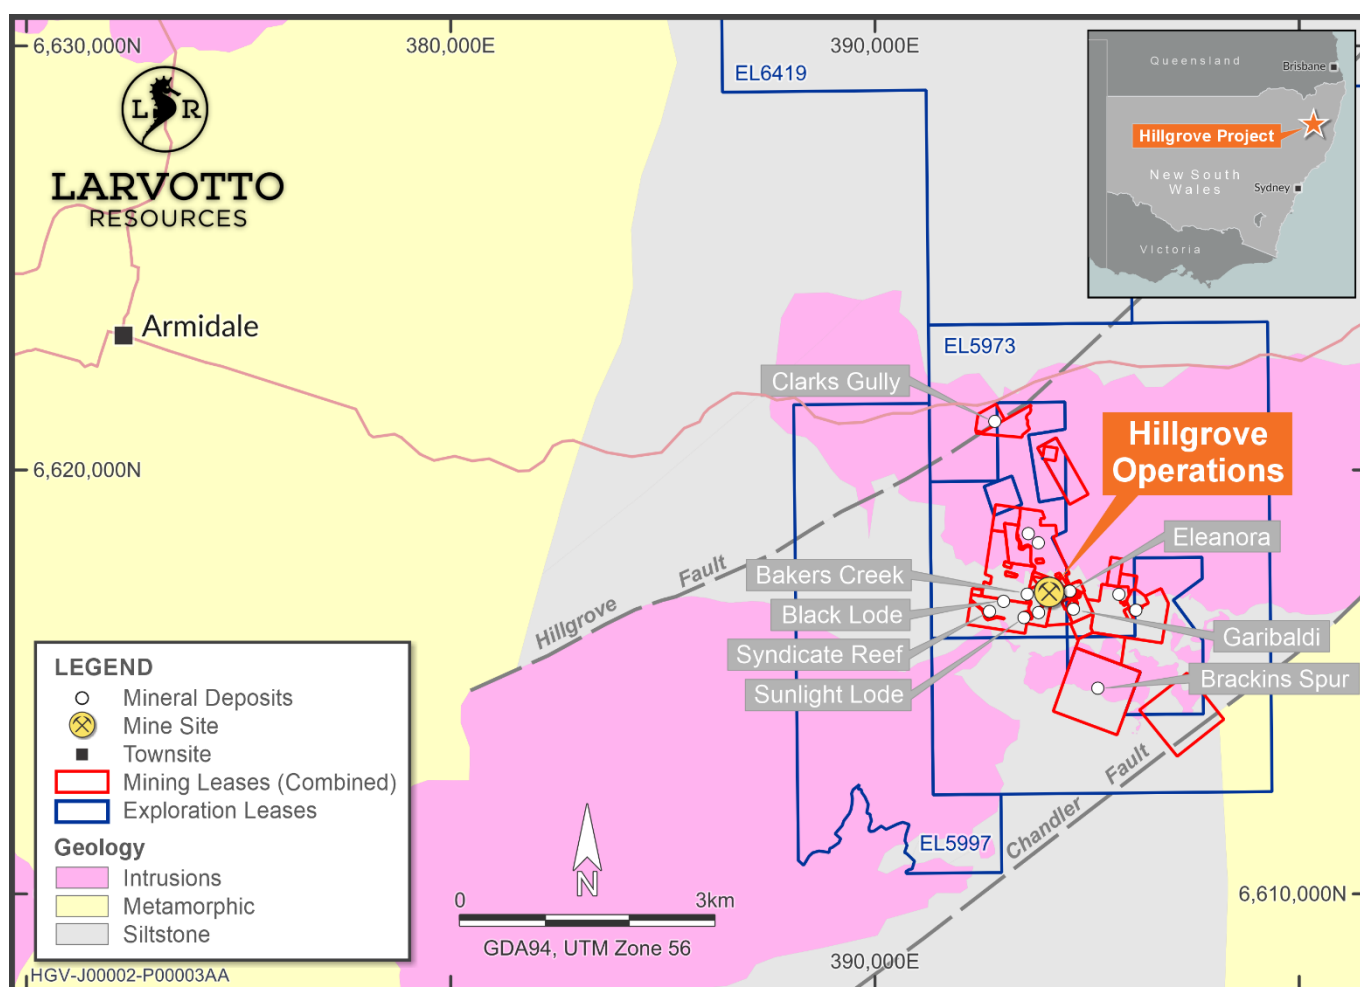 6,630,000N
380,000E
390,000E
EL6419
Queensland
Brisbane
Hillgrove Project
New South
Wales
Sydney
Victoria
L R
LARVOTTO
RESOURCES
Armidale
EL5973
Clarks Gully
6,620,000N
Hillgrove
Operations
Eleanora
Bakers Creek
Black Lode
Syndicate Reef
Sunlight Lode
Garibaldi
Brackins Spur
Hillgrove Fault
Chandler Fault
EL5997
LEGEND
Mineral Deposits
Mine Site
Townsite
Mining Leases (Combined)
Exploration Leases
Geology
Intrusions
Metamorphic
Siltstone
N
0 3km
GDA94, UTM Zone 56
6,610,000N
390,000E
HGV-J00002-P00003AA